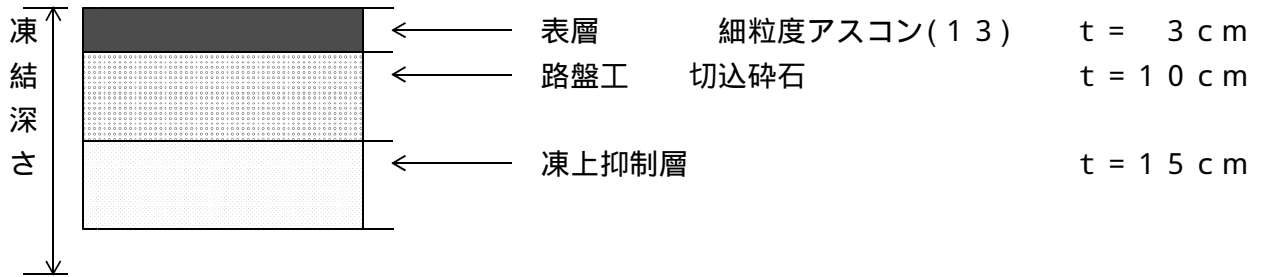 凍結深さ
表層 細粒度アスコン(13) t= 3cm
路盤工 切込砕石 t=10cm
凍上抑制層 t=15cm